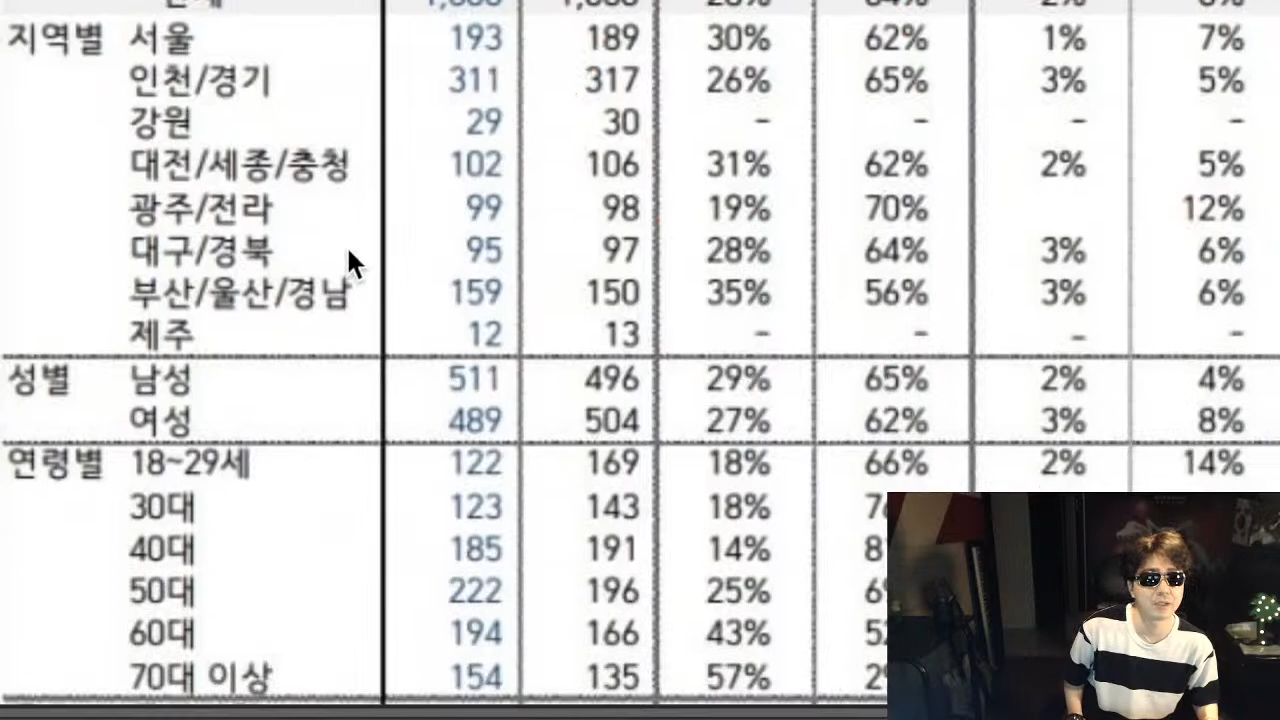 지역별 서울 193 189 30% 62% 1% 7%
인천/경기 311 317 26% 65% 3% 5%
강원 29 30 - - - -
대전/세종/충청 102 106 31% 62% 2% 5%
광주/전라 99 98 19% 70% 12%
대구/경북 95 97 28% 64% 3% 6%
부산/울산/경남 159 150 35% 56% 3% 6%
제주 12 13 - - - -
성별 남성 511 496 29% 65% 2% 4%
여성 489 504 27% 62% 3% 8%
연령별 18~29세 122 169 18% 66% 2% 14%
30대 123 143 18%
40대 185 191 14%
50대 222 196 25%
60대 194 166 43%
70대 이상 154 135 57%